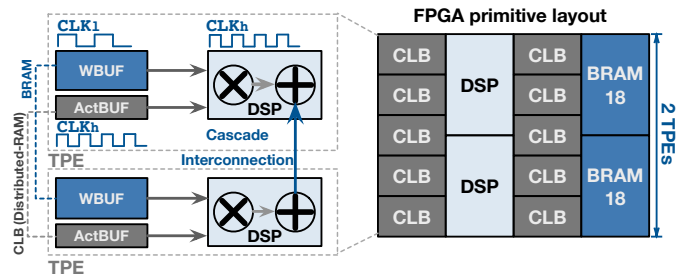 FPGA primitive layout
CLKl
CLKh
WBUF
ActBUF
DSP
CLKh
TPE
Cascade
Interconnection
BRAM
CLB (Distributed-RAM)
WBUF
ActBUF
DSP
TPE
CLB
CLB
CLB
CLB
CLB
DSP
DSP
CLB
CLB
CLB
CLB
CLB
BRAM
18
BRAM
18
2 TPEs